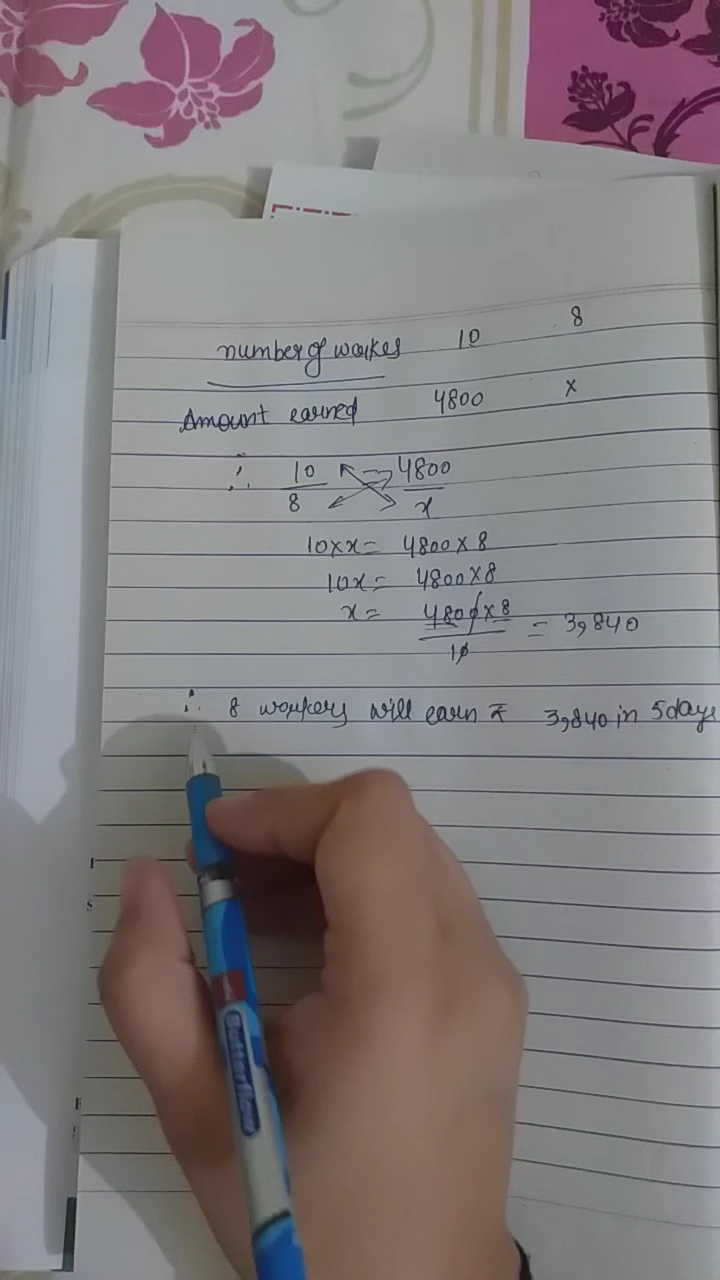 number of workes 10 8
Amount earned 4800 x
∴ 10/8 = 4800/x
10×x = 4800×8
10x = 4800×8
x = 4800×8/10 = 3,840
∴ 8 workers will earn ₹ 3,840 in 5days
Butterflow